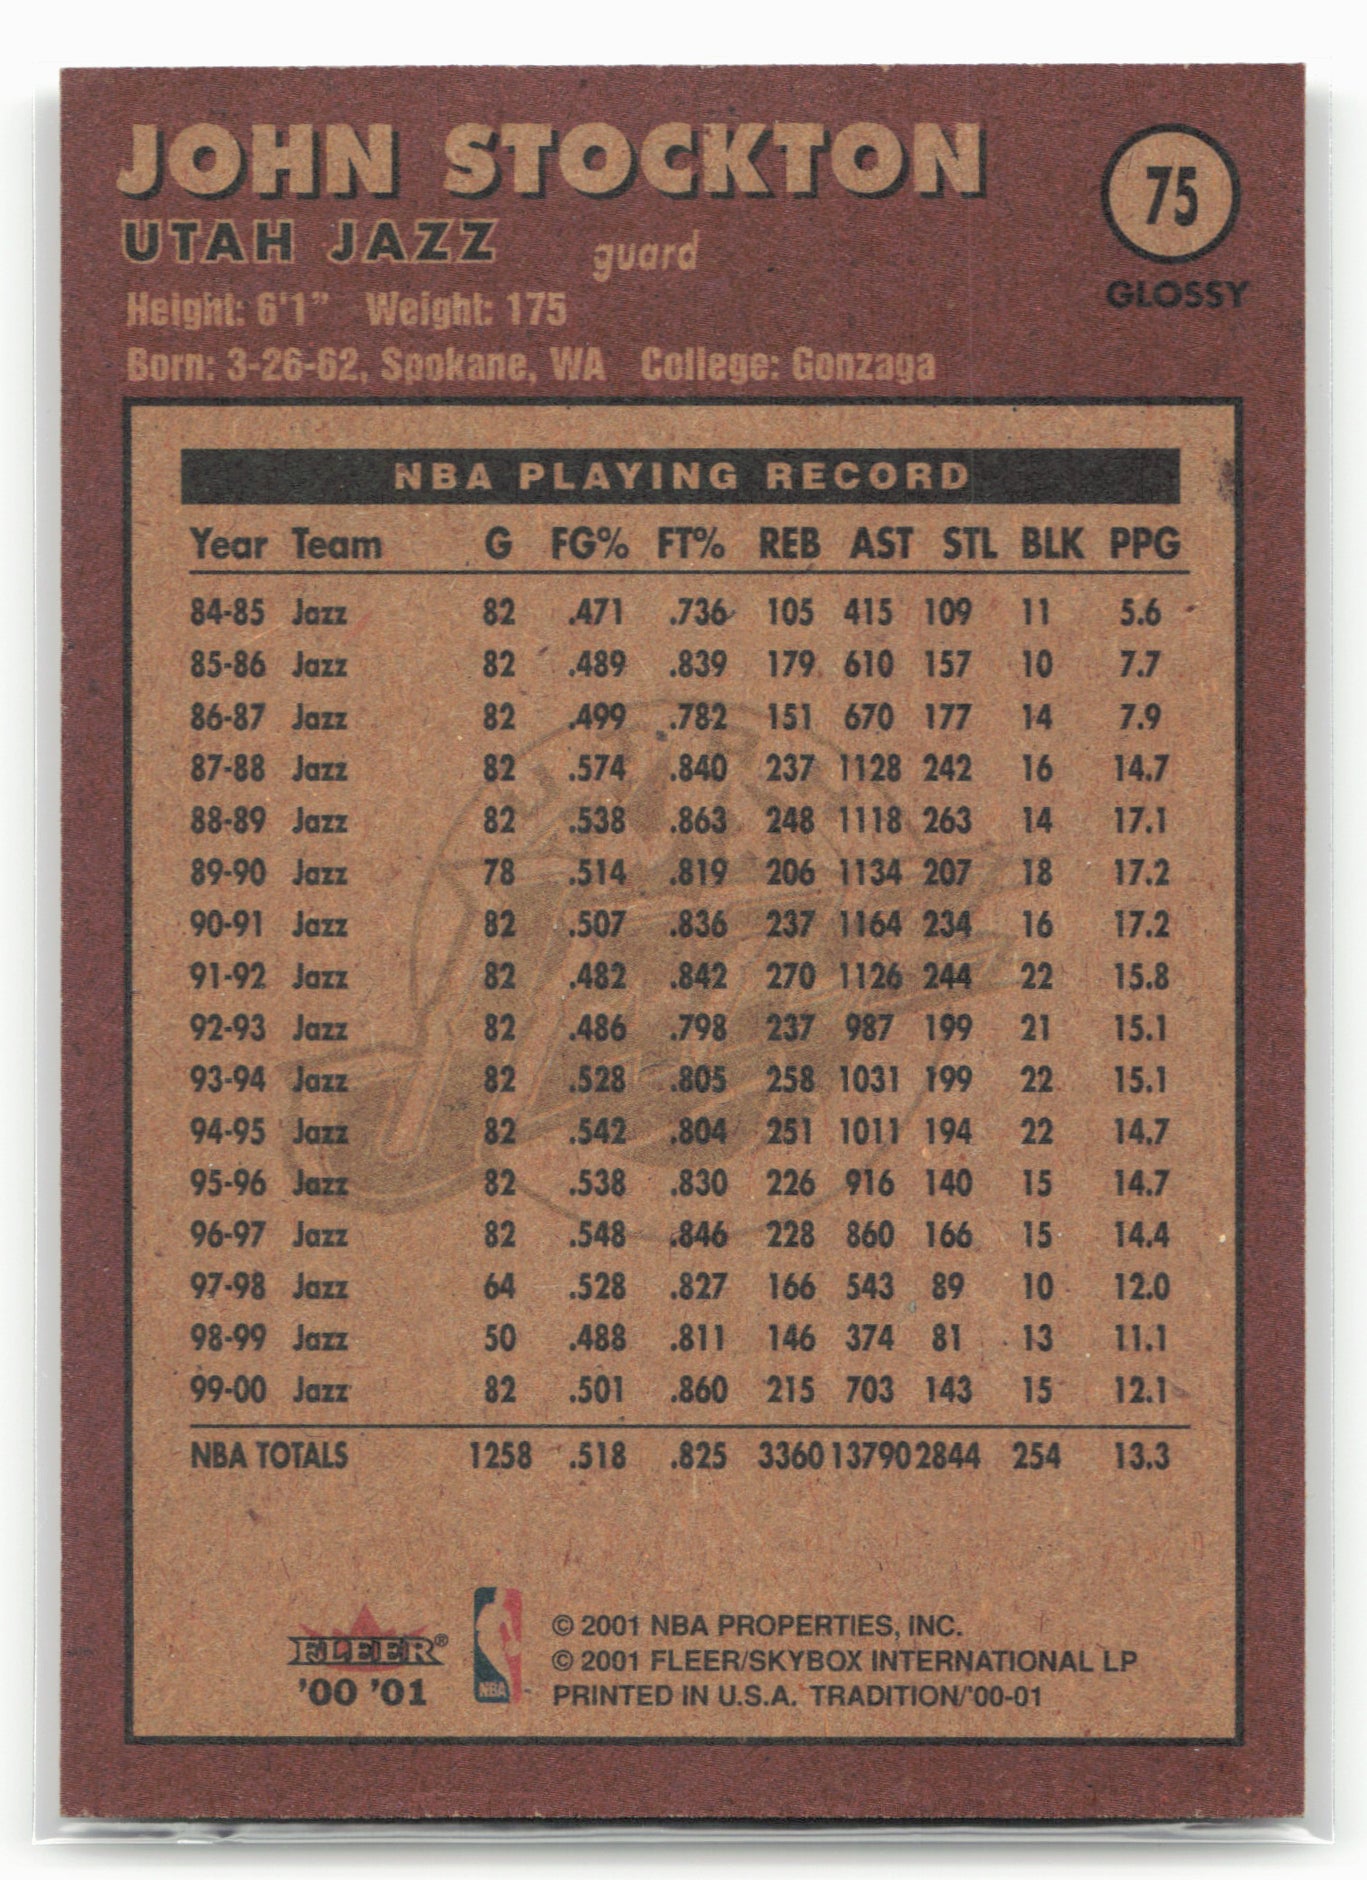 JOHN STOCKTON
75
UTAH JAZZ guard
GLOSSY
Height: 6'1" Weight: 175
Born: 3-26-62, Spokane, WA College: Gonzaga
NBA PLAYING RECORD
Year Team G FG% FT% REB AST STL BLK PPG
84-85 Jazz 82 .471 .736 105 415 109 11 5.6
85-86 Jazz 82 .489 .839 179 610 157 10 7.7
86-87 Jazz 82 .499 .782 151 670 177 14 7.9
87-88 Jazz 82 .574 .840 237 1128 242 16 14.7
88-89 Jazz 82 .538 .863 248 1118 263 14 17.1
89-90 Jazz 78 .514 .819 206 1134 207 18 17.2
90-91 Jazz 82 .507 .836 237 1164 234 16 17.2
91-92 Jazz 82 .482 .842 270 1126 244 22 15.8
92-93 Jazz 82 .486 .798 237 987 199 21 15.1
93-94 Jazz 82 .528 .805 258 1031 199 22 15.1
94-95 Jazz 82 .542 .804 251 1011 194 22 14.7
95-96 Jazz 82 .538 .830 226 916 140 15 14.7
96-97 Jazz 82 .548 .846 228 860 166 15 14.4
97-98 Jazz 64 .528 .827 166 543 89 10 12.0
98-99 Jazz 50 .488 .811 146 374 81 13 11.1
99-00 Jazz 82 .501 .860 215 703 143 15 12.1
NBA TOTALS 1258 .518 .825 3360 13790 2844 254 13.3
FLEER®
'00 '01
NBA
© 2001 NBA PROPERTIES, INC.
© 2001 FLEER/SKYBOX INTERNATIONAL LP
PRINTED IN U.S.A. TRADITION/'00-01